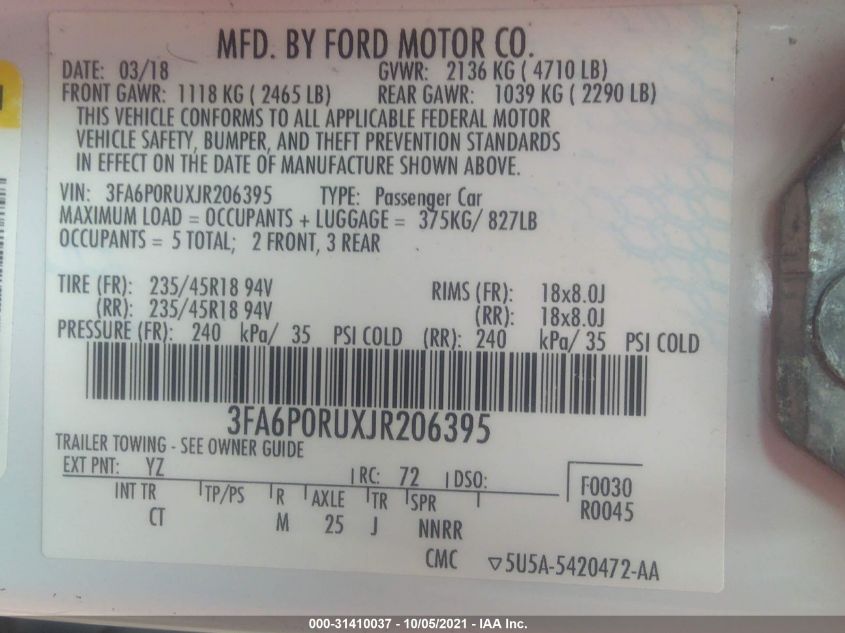 MFD. BY FORD MOTOR CO.
DATE: 03/18 GVWR: 2136 KG ( 4710 LB)
FRONT GAWR: 1118 KG ( 2465 LB) REAR GAWR: 1039 KG ( 2290 LB)
THIS VEHICLE CONFORMS TO ALL APPLICABLE FEDERAL MOTOR
VEHICLE SAFETY, BUMPER, AND THEFT PREVENTION STANDARDS
IN EFFECT ON THE DATE OF MANUFACTURE SHOWN ABOVE.
VIN: 3FA6P0RUXJR206395 TYPE: Passenger Car
MAXIMUM LOAD = OCCUPANTS + LUGGAGE = 375KG/ 827LB
OCCUPANTS = 5 TOTAL; 2 FRONT, 3 REAR
TIRE (FR): 235/45R18 94V RIMS (FR): 18x8.0J
(RR): 235/45R18 94V (RR): 18x8.0J
PRESSURE (FR): 240 kPa/ 35 PSI COLD (RR): 240 kPa/ 35 PSI COLD
3FA6P0RUXJR206395
TRAILER TOWING - SEE OWNER GUIDE
EXT PNT: YZ RC: 72 DSO:
INT TR TP/PS R AXLE TR SPR
CT M 25 J NNRR
F0030
R0045
CMC ▽5U5A-5420472-AA
000-31410037 - 10/05/2021 - IAA Inc.